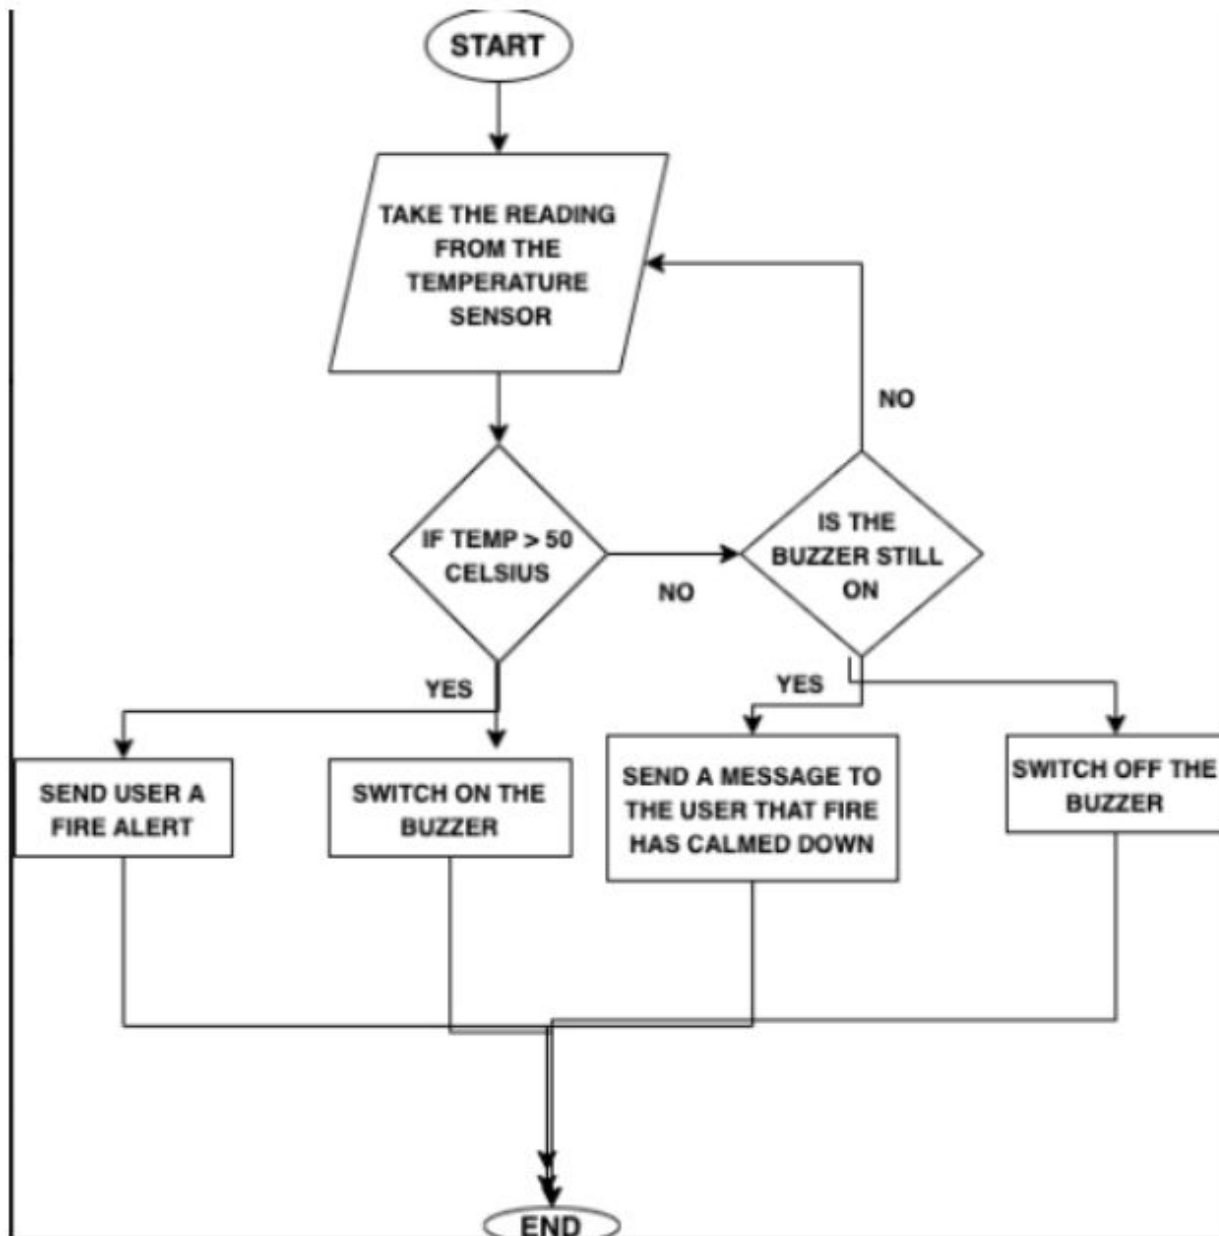 START
TAKE THE READING
FROM THE
TEMPERATURE
SENSOR
NO
IF TEMP > 50
CELSIUS
NO
IS THE
BUZZER STILL
ON
YES
YES
SEND USER A
FIRE ALERT
SWITCH ON THE
BUZZER
SEND A MESSAGE TO
THE USER THAT FIRE
HAS CALMED DOWN
SWITCH OFF THE
BUZZER
END